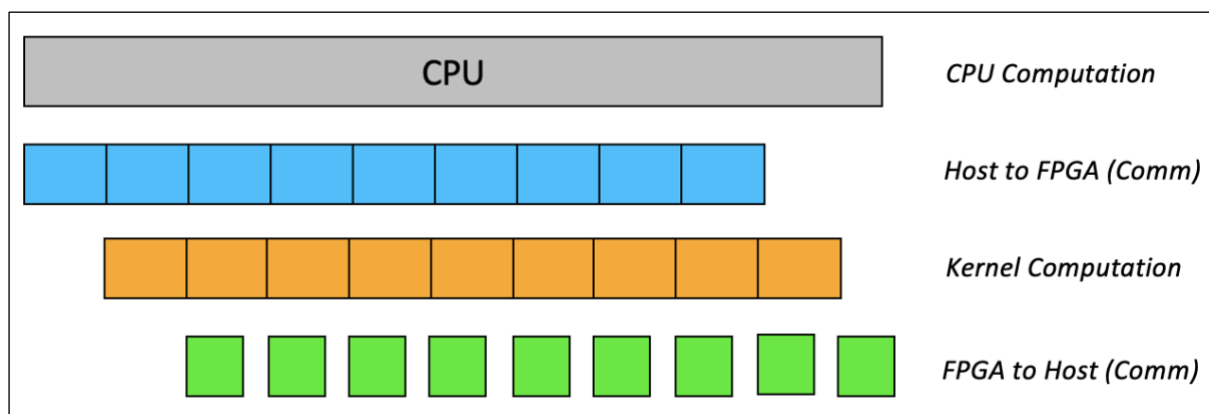 CPU
CPU Computation
Host to FPGA (Comm)
Kernel Computation
FPGA to Host (Comm)